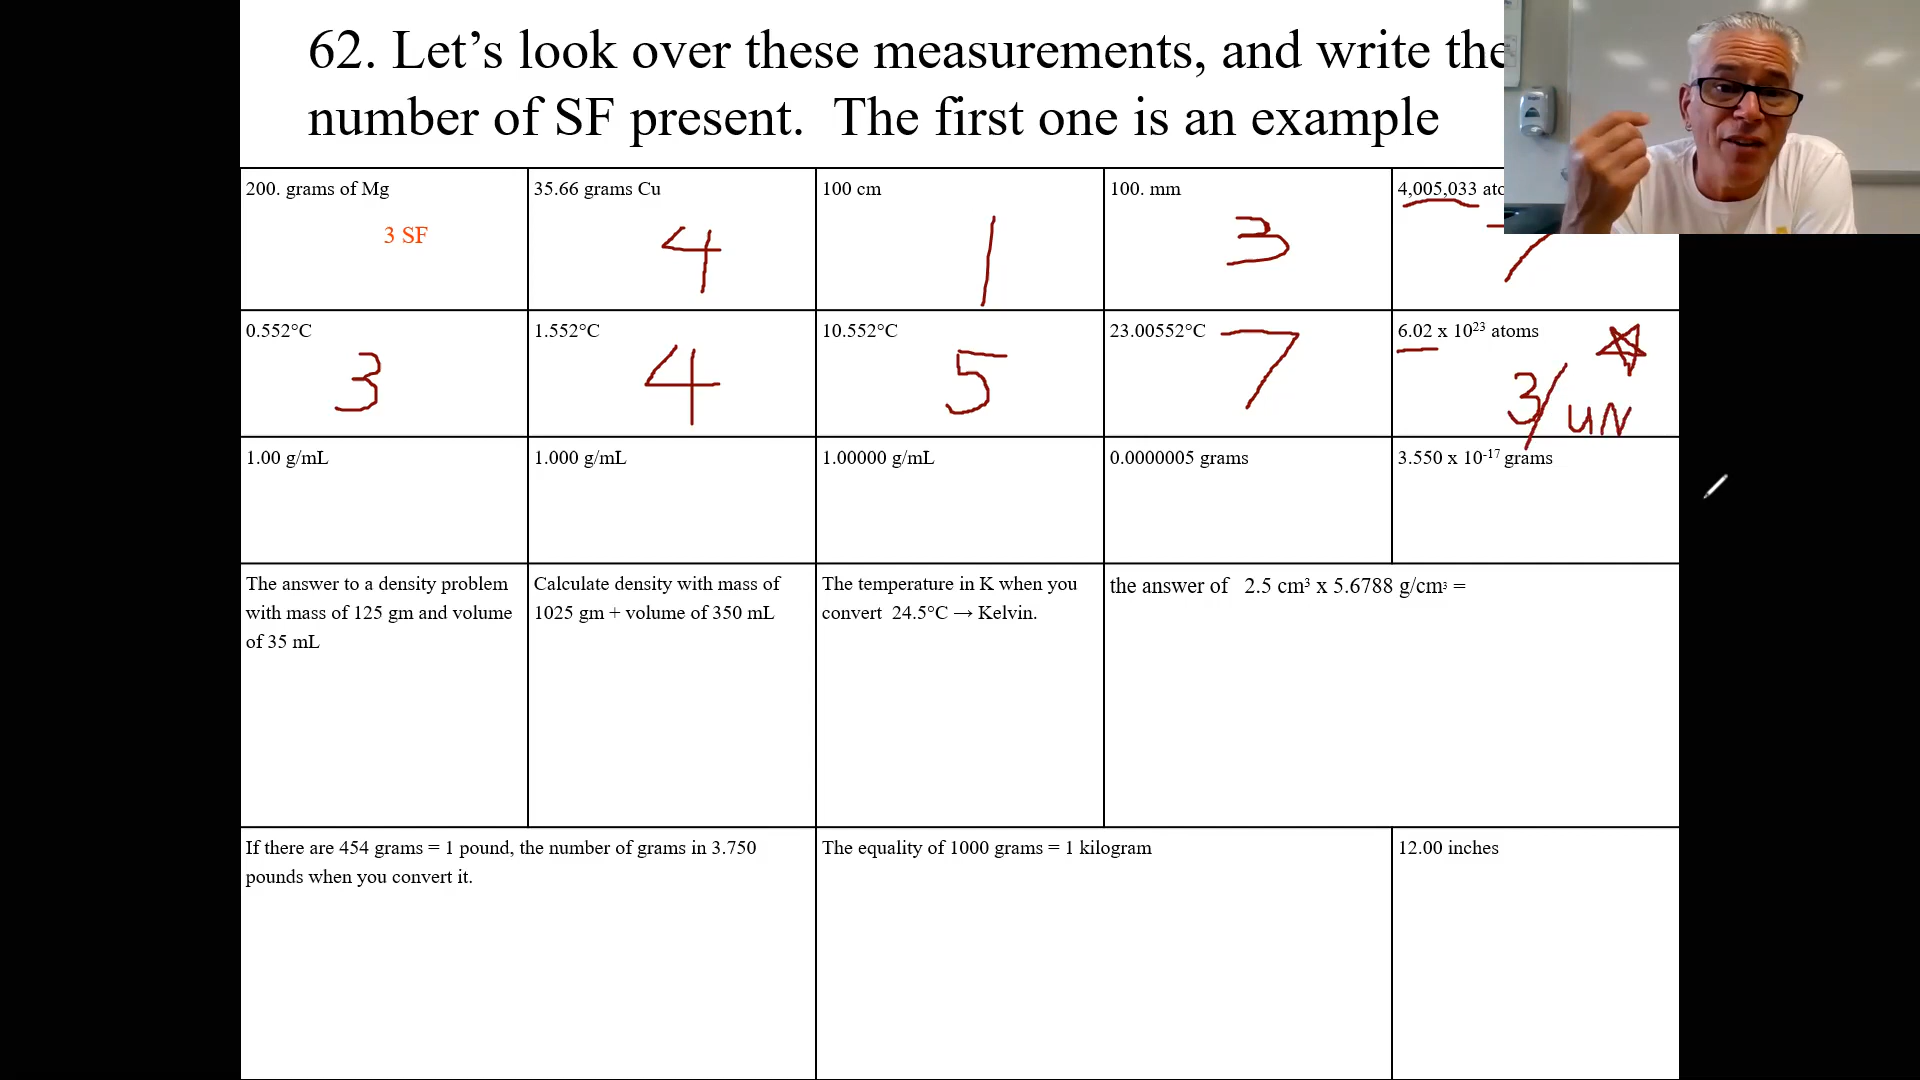 62. Let’s look over these measurements, and write the
number of SF present.  The first one is an example
200. grams of Mg
3 SF
35.66 grams Cu
4
100 cm
1
100. mm
3
4,005,033
7
0.552°C
3
1.552°C
4
10.552°C
5
23.00552°C
7
6.02 x 10²³ atoms
3/UN
1.00 g/mL
1.000 g/mL
1.00000 g/mL
0.0000005 grams
3.550 x 10⁻¹⁷ grams
The answer to a density problem
with mass of 125 gm and volume
of 35 mL
Calculate density with mass of
1025 gm + volume of 350 mL
The temperature in K when you
convert  24.5°C → Kelvin.
the answer of   2.5 cm³ x 5.6788 g/cm³ =
If there are 454 grams = 1 pound, the number of grams in 3.750
pounds when you convert it.
The equality of 1000 grams = 1 kilogram
12.00 inches